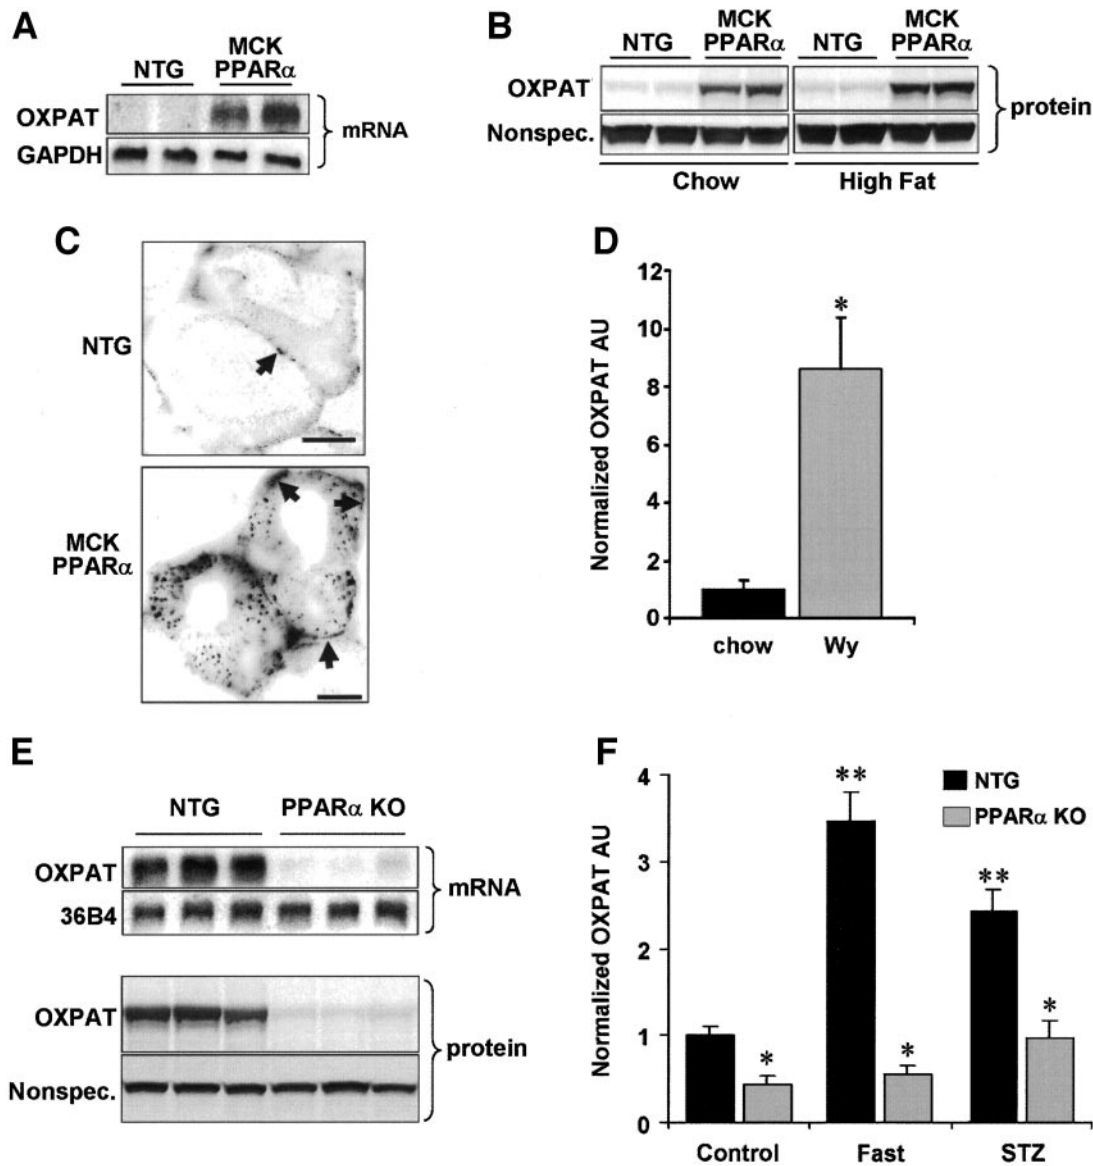 A
NTG
MCK
PPARα
OXPAT
GAPDH
mRNA
B
NTG
MCK
PPARα
NTG
MCK
PPARα
OXPAT
Nonspec.
protein
Chow
High Fat
C
NTG
MCK
PPARα
D
Normalized OXPAT AU
12
10
8
6
4
2
0
*
chow
Wy
E
NTG
PPARα KO
OXPAT
36B4
mRNA
OXPAT
Nonspec.
protein
F
Normalized OXPAT AU
4
3
2
1
0
NTG
PPARα KO
**
**
*
*
*
Control
Fast
STZ